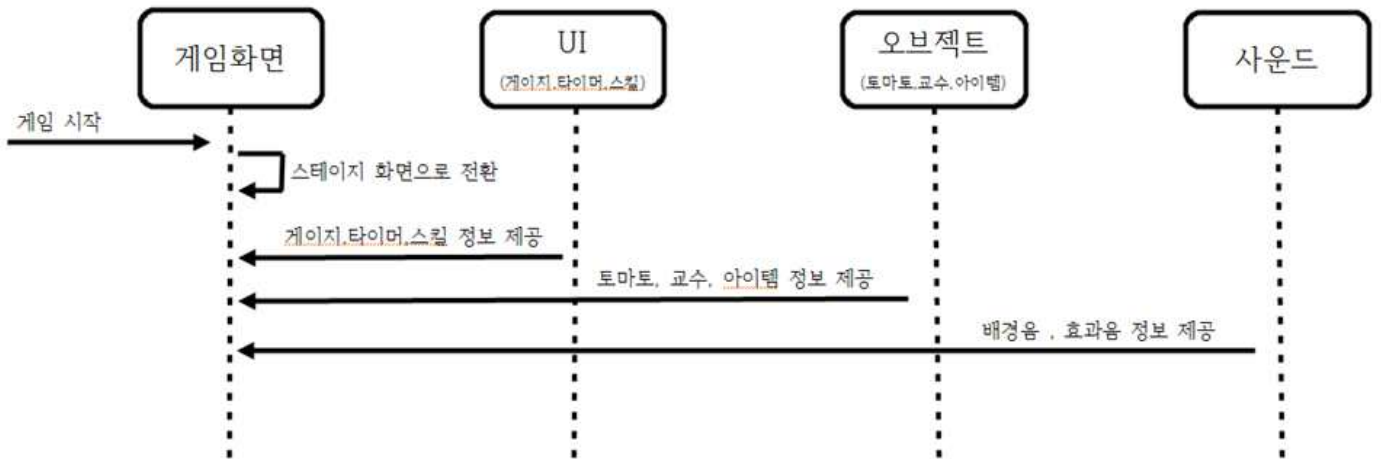 게임화면
UI
(게이지,타이머,스킬)
오브젝트
(토마토,교수,아이템)
사운드
게임 시작
스테이지 화면으로 전환
게이지,타이머,스킬 정보 제공
토마토, 교수, 아이템 정보 제공
배경음 , 효과음 정보 제공